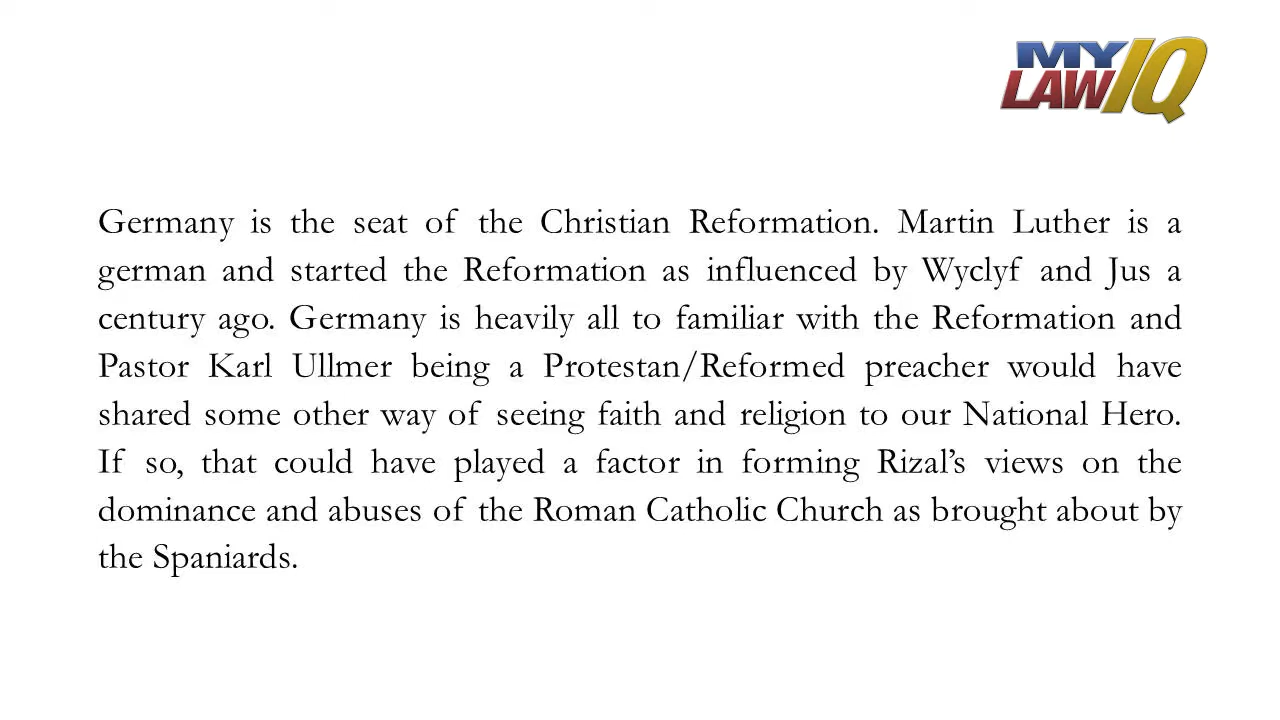 MY
LAW IQ
Germany is the seat of the Christian Reformation. Martin Luther is a
german and started the Reformation as influenced by Wyclyf and Jus a
century ago. Germany is heavily all to familiar with the Reformation and
Pastor Karl Ullmer being a Protestan/Reformed preacher would have
shared some other way of seeing faith and religion to our National Hero.
If so, that could have played a factor in forming Rizal’s views on the
dominance and abuses of the Roman Catholic Church as brought about by
the Spaniards.